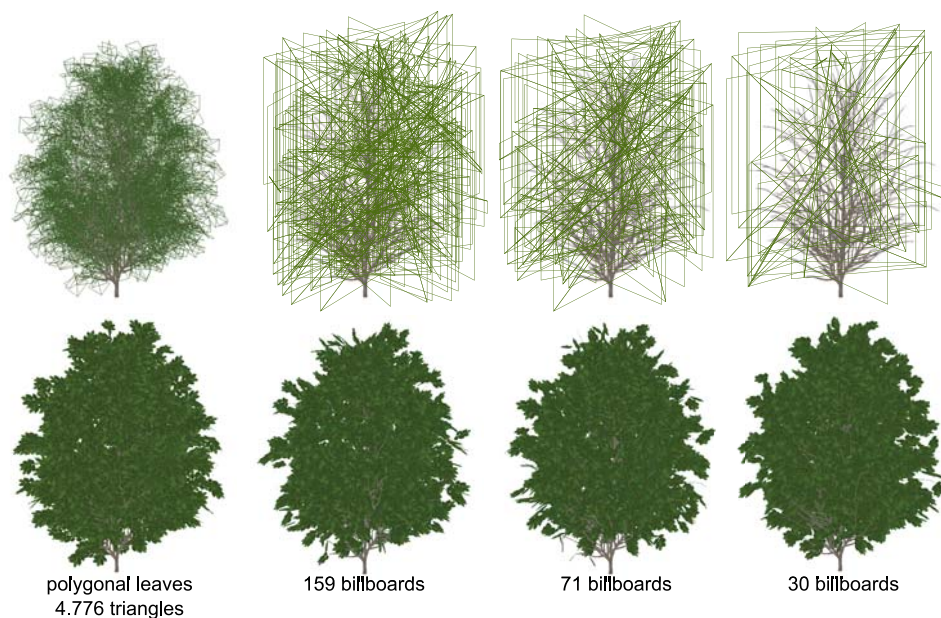 polygonal leaves
4.776 triangles
159 billboards
71 billboards
30 billboards